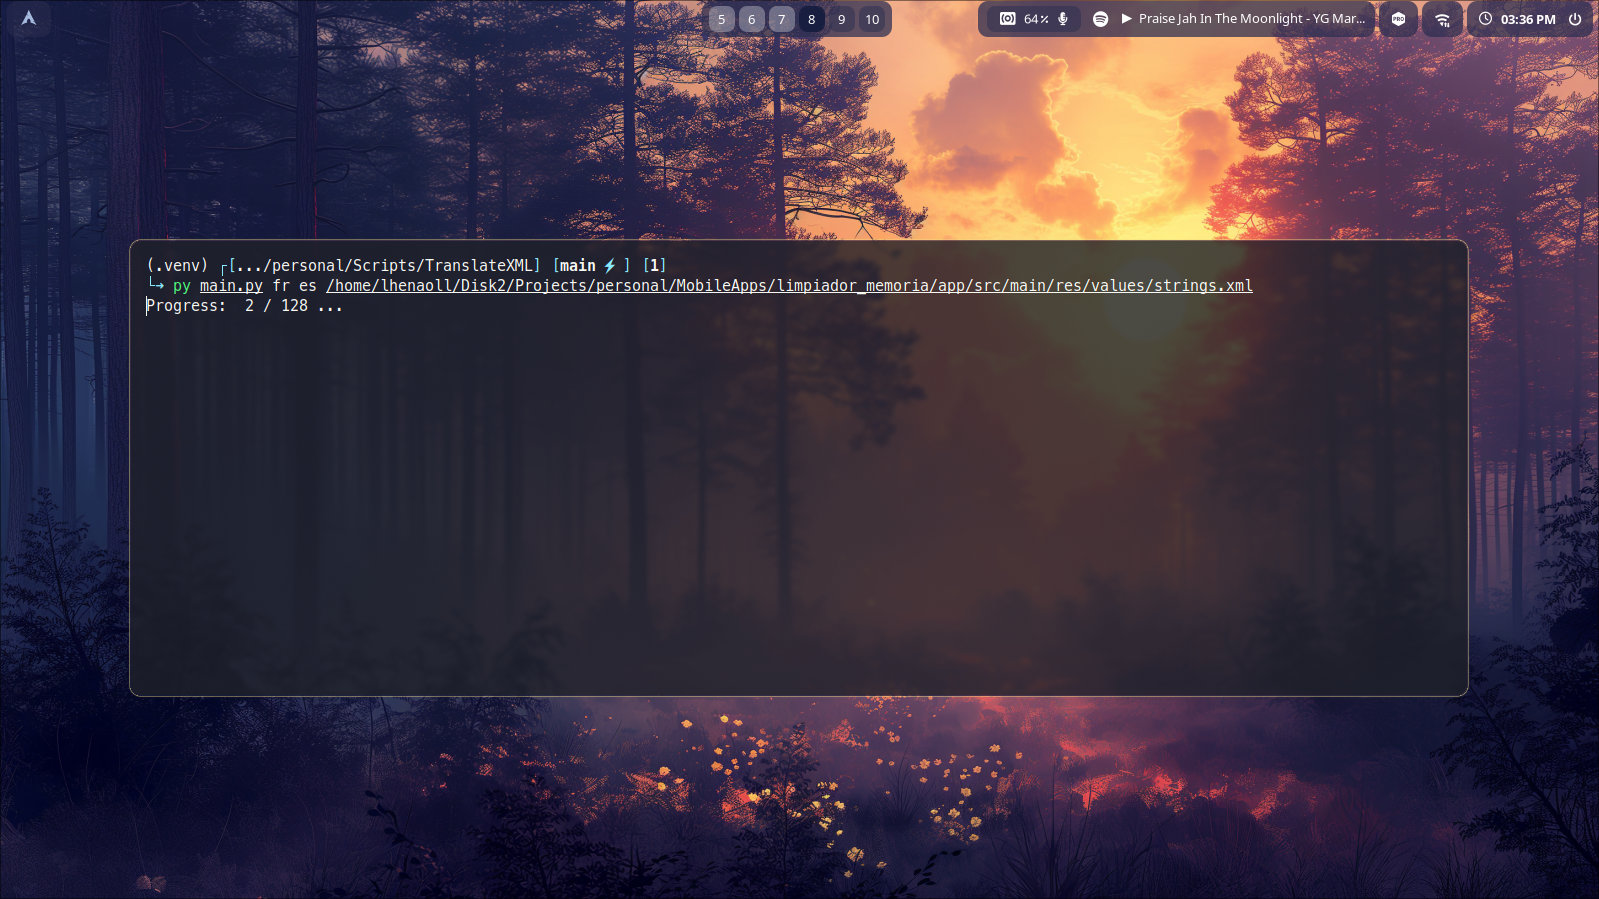 5 6 7 8 9 10
64% Praise Jah In The Moonlight - YG Mar... PRO 03:36 PM
(.venv) ┌[.../personal/Scripts/TranslateXML] [main ⚡ ] [1]
└→ py main.py fr es /home/lhenaoll/Disk2/Projects/personal/MobileApps/limpiador_memoria/app/src/main/res/values/strings.xml
Progress:  2 / 128 ...